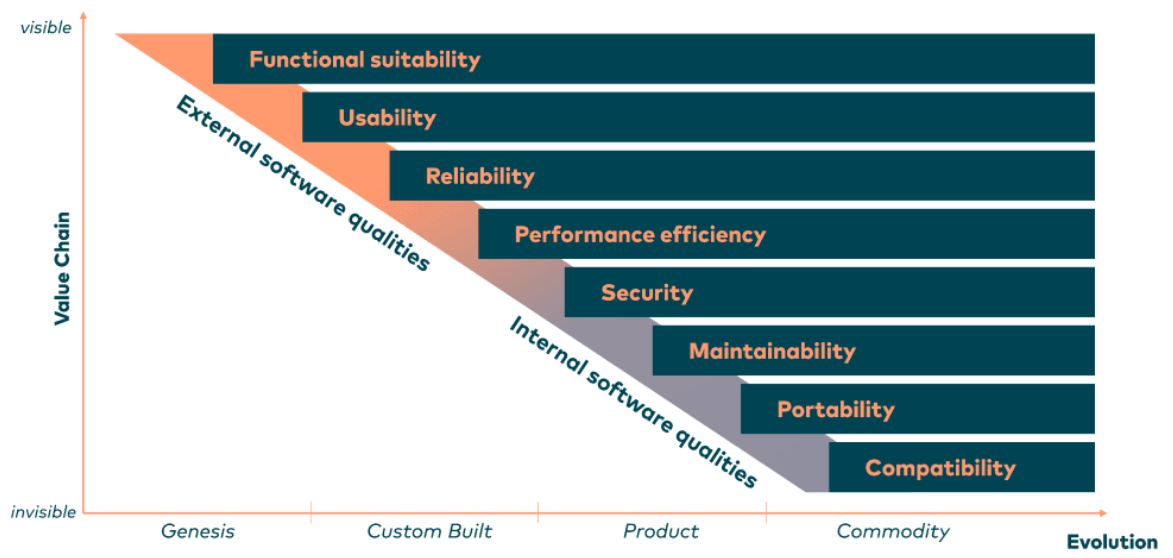 visible
Functional suitability
Usability
Reliability
Performance efficiency
Security
Maintainability
Portability
Compatibility
External software qualities
Internal software qualities
Value Chain
invisible
Genesis
Custom Built
Product
Commodity
Evolution